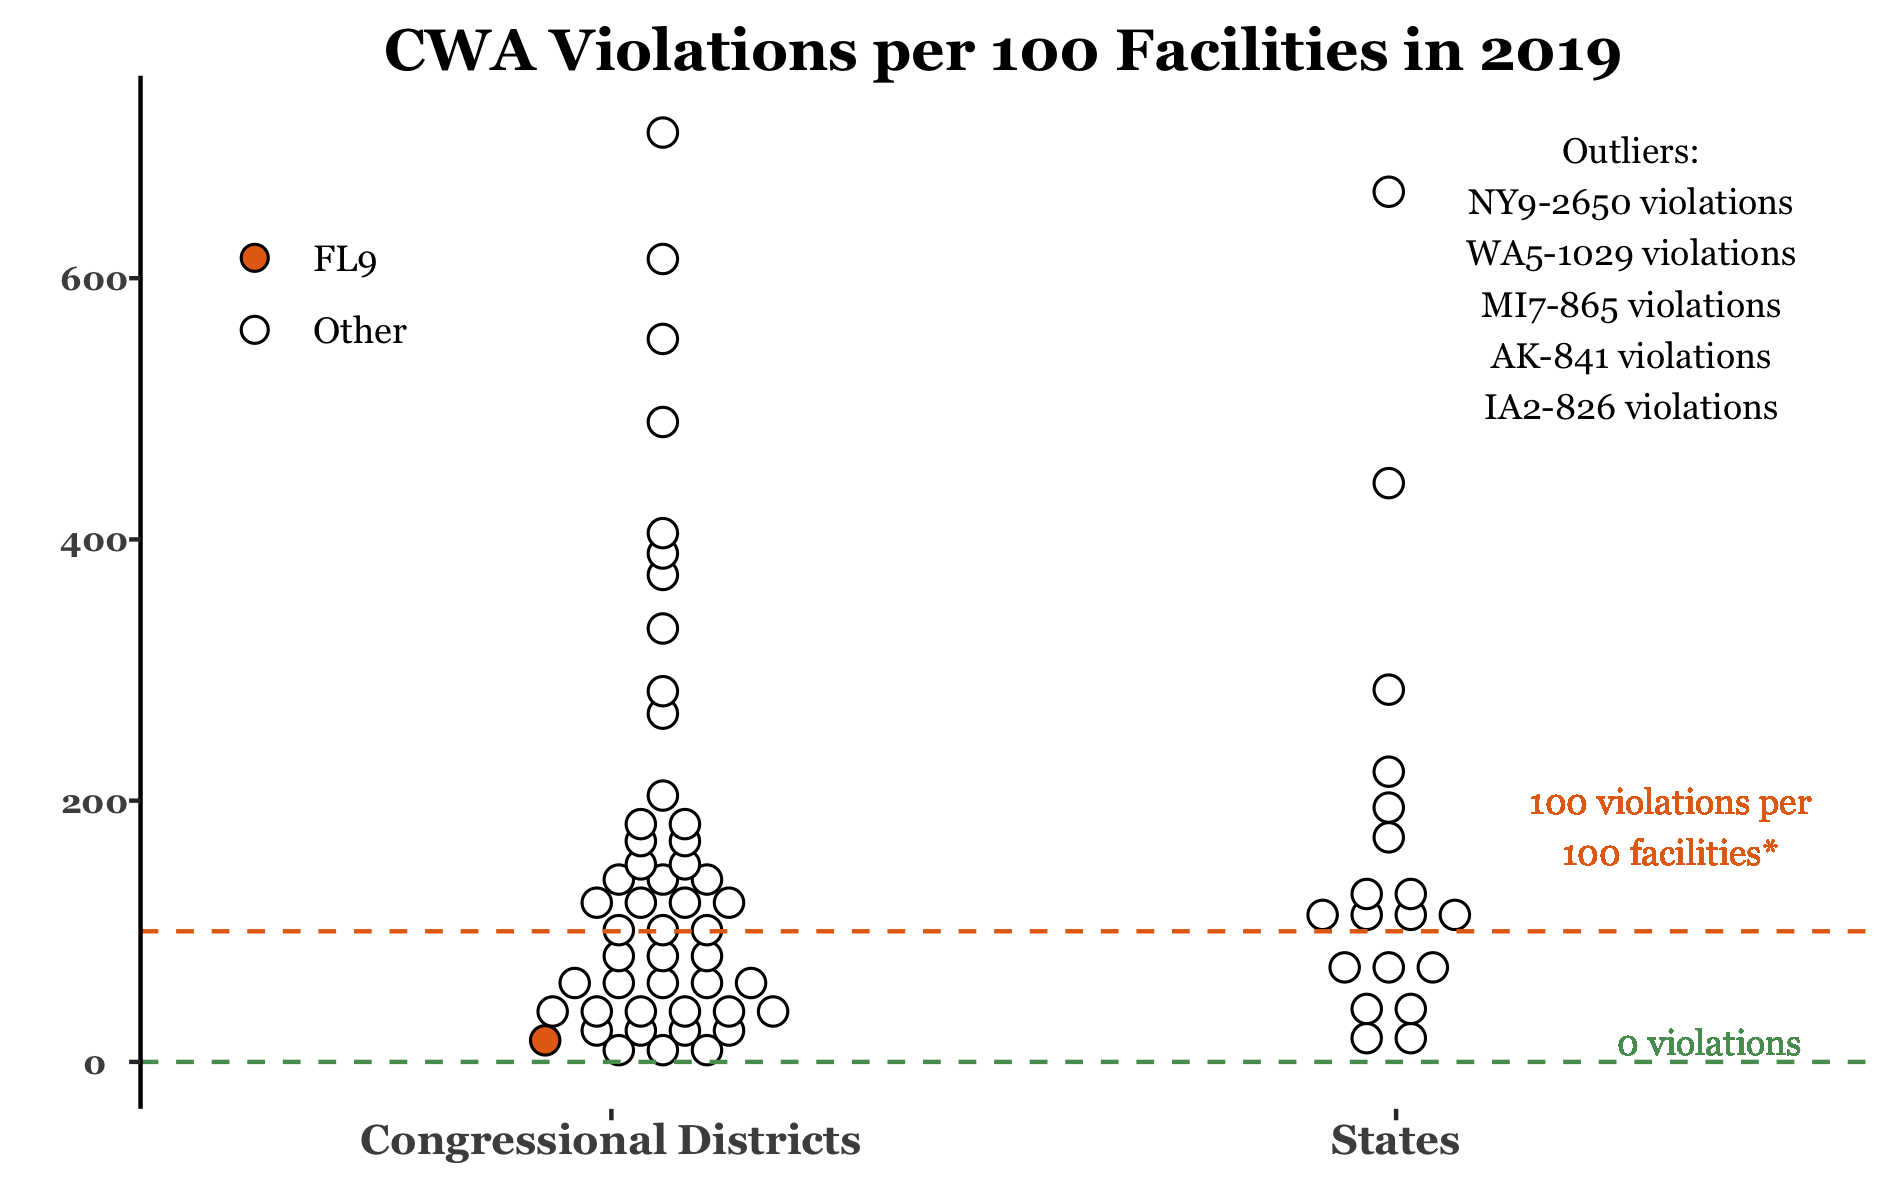 CWA Violations per 100 Facilities in 2019
Outliers:
NY9-2650 violations
WA5-1029 violations
MI7-865 violations
AK-841 violations
IA2-826 violations
FL9
Other
600
400
200
0
100 violations per
100 facilities*
0 violations
Congressional Districts
States